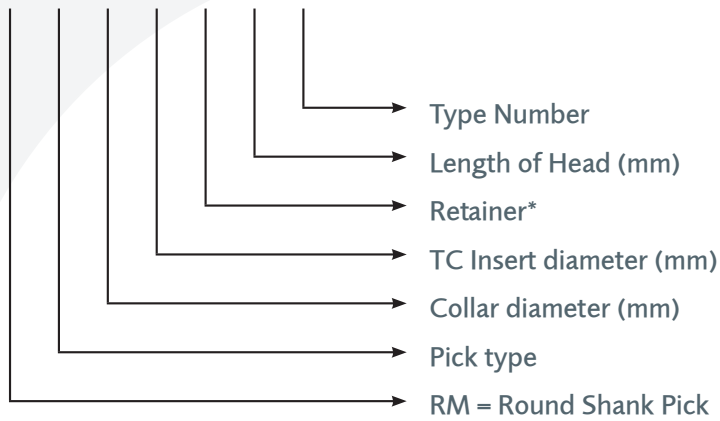 Type Number
Length of Head (mm)
Retainer*
TC Insert diameter (mm)
Collar diameter (mm)
Pick type
RM = Round Shank Pick